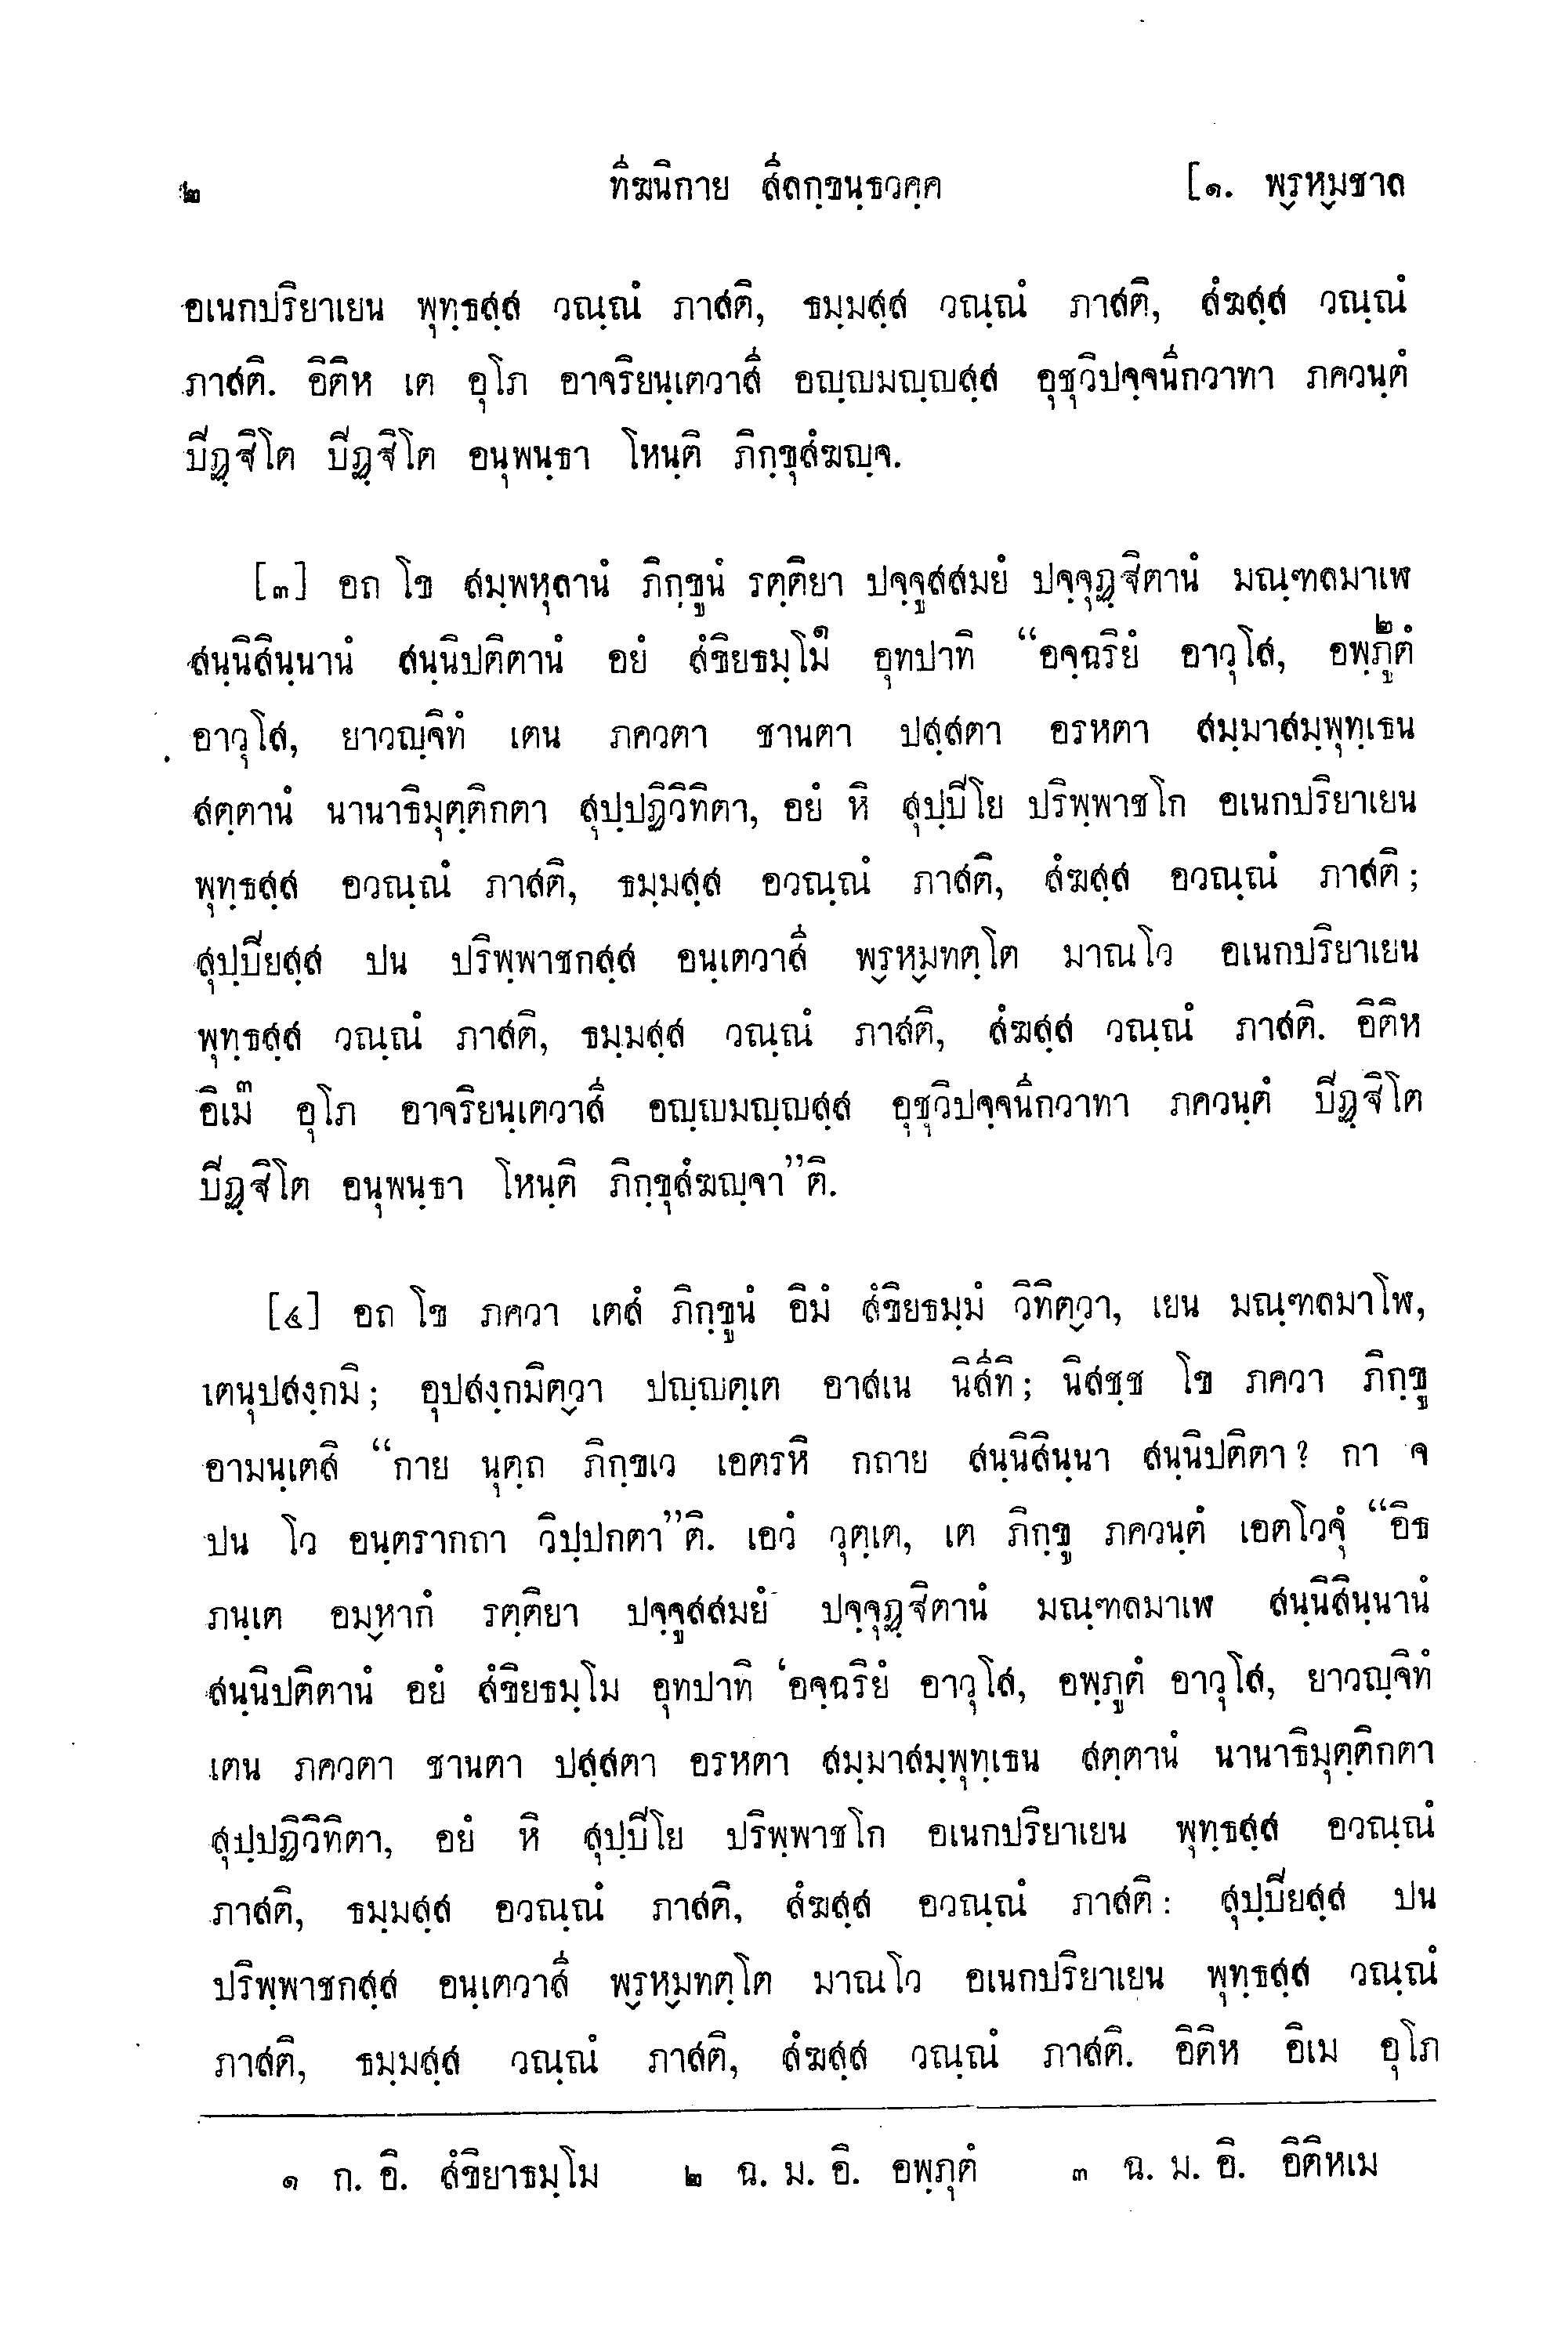 ๒ ทีฆนิกาย สีลกฺขนฺธวคฺค [๑. พฺรหฺมชาล
อเนกปริยาเยน พุทฺธสฺส วณฺณํ ภาสติ, ธมฺมสฺส วณฺณํ ภาสติ, สํฆสฺส วณฺณํ
ภาสติ. อิติห เต อุโภ อาจริยนฺเตวาสี อญฺญมญฺญสฺส อุชุวิปจฺจนีกวาทา ภควนฺตํ
ปิฏฺฐิโต ปิฏฺฐิโต อนุพนฺธา โหนฺติ ภิกฺขุสํฆญฺจ.
[๓] อถ โข สมฺพหุลานํ ภิกฺขูนํ รตฺติยา ปจฺจูสสมยํ ปจฺจุฏฺฐิตานํ มณฺฑลมาเฬ
สนฺนิสินฺนานํ สนฺนิปติตานํ อยํ สํขิยธมฺโม๑ อุทปาทิ “อจฺฉริยํ อาวุโส, อพฺภูตํ๒
อาวุโส, ยาวญฺจิทํ เตน ภควตา ชานตา ปสฺสตา อรหตา สมฺมาสมฺพุทฺเธน
สตฺตานํ นานาธิมุตฺติกตา สุปฺปฏิวิทิตา, อยํ หิ สุปฺปิโย ปริพฺพาชโก อเนกปริยาเยน
พุทฺธสฺส อวณฺณํ ภาสติ, ธมฺมสฺส อวณฺณํ ภาสติ, สํฆสฺส อวณฺณํ ภาสติ;
สุปฺปิยสฺส ปน ปริพฺพาชกสฺส อนฺเตวาสี พฺรหฺมทตฺโต มาณโว อเนกปริยาเยน
พุทฺธสฺส วณฺณํ ภาสติ, ธมฺมสฺส วณฺณํ ภาสติ, สํฆสฺส วณฺณํ ภาสติ. อิติห
อิเม๓ อุโภ อาจริยนฺเตวาสี อญฺญมญฺญสฺส อุชุวิปจฺจนีกวาทา ภควนฺตํ ปิฏฺฐิโต
ปิฏฺฐิโต อนุพนฺธา โหนฺติ ภิกฺขุสํฆญฺจา”ติ.
[๔] อถ โข ภควา เตสํ ภิกฺขูนํ อิมํ สํขิยธมฺมํ วิทิตฺวา, เยน มณฺฑลมาโฬ,
เตนุปสงฺกมิ; อุปสงฺกมิตฺวา ปญฺญตฺเต อาสเน นิสีทิ; นิสชฺช โข ภควา ภิกฺขู
อามนฺเตสิ “กาย นุตฺถ ภิกฺขเว เอตรหิ กถาย สนฺนิสินฺนา สนฺนิปติตา? กา จ
ปน โว อนฺตรากถา วิปฺปกตา”ติ. เอวํ วุตฺเต, เต ภิกฺขู ภควนฺตํ เอตโวจุํ “อิธ
ภนฺเต อมฺหากํ รตฺติยา ปจฺจูสสมยํ ปจฺจุฏฺฐิตานํ มณฺฑลมาเฬ สนฺนิสินฺนานํ
สนฺนิปติตานํ อยํ สํขิยธมฺโม อุทปาทิ ‘อจฺฉริยํ อาวุโส, อพฺภูตํ อาวุโส, ยาวญฺจิทํ
เตน ภควตา ชานตา ปสฺสตา อรหตา สมฺมาสมฺพุทฺเธน สตฺตานํ นานาธิมุตฺติกตา
สุปฺปฏิวิทิตา, อยํ หิ สุปฺปิโย ปริพฺพาชโก อเนกปริยาเยน พุทฺธสฺส อวณฺณํ
ภาสติ, ธมฺมสฺส อวณฺณํ ภาสติ, สํฆสฺส อวณฺณํ ภาสติ: สุปฺปิยสฺส ปน
ปริพฺพาชกสฺส อนฺเตวาสี พฺรหฺมทตฺโต มาณโว อเนกปริยาเยน พุทฺธสฺส วณฺณํ
ภาสติ, ธมฺมสฺส วณฺณํ ภาสติ, สํฆสฺส วณฺณํ ภาสติ. อิติห อิเม อุโภ
๑ ก. อิ. สํขิยาธมฺโม ๒ ฉ. ม. อิ. อพฺภุตํ ๓ ฉ. ม. อิ. อิติหเม